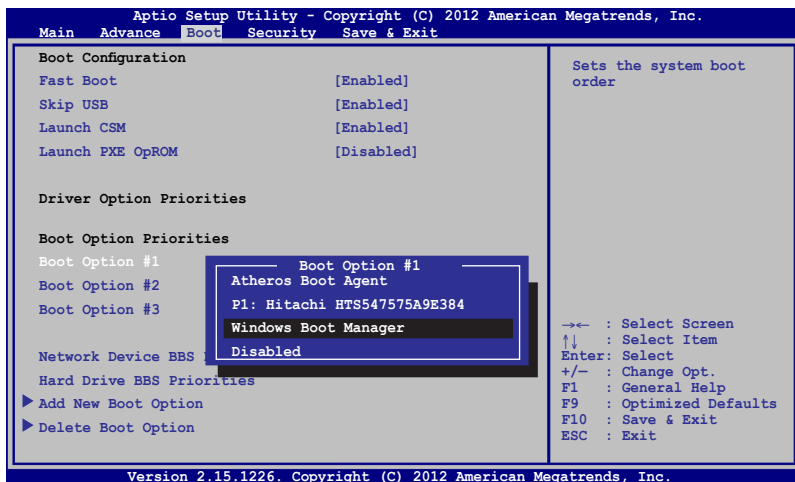 Aptio Setup Utility - Copyright (C) 2012 American Megatrends, Inc.
Main Advance Boot Security Save & Exit
Boot Configuration
Fast Boot [Enabled]
Skip USB [Enabled]
Launch CSM [Enabled]
Launch PXE OpROM [Disabled]
Driver Option Priorities
Boot Option Priorities
Boot Option #1
Boot Option #2
Boot Option #3
Network Device BBS
Hard Drive BBS Priorities
Add New Boot Option
Delete Boot Option
Boot Option #1
Atheros Boot Agent
P1: Hitachi HTS547575A9E384
Windows Boot Manager
Disabled
Sets the system boot
order
→← : Select Screen
↑↓ : Select Item
Enter: Select
+/— : Change Opt.
F1 : General Help
F9 : Optimized Defaults
F10 : Save & Exit
ESC : Exit
Version 2.15.1226. Copyright (C) 2012 American Megatrends, Inc.